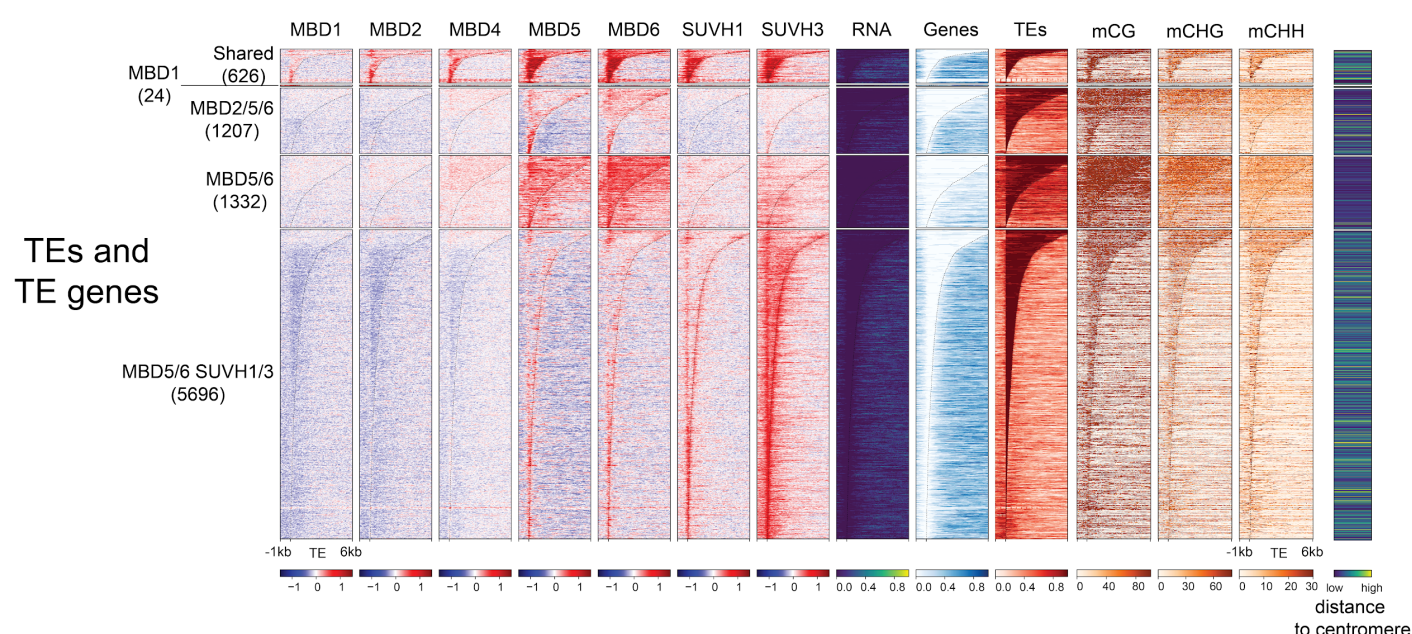 MBD1 MBD2 MBD4 MBD5 MBD6 SUVH1 SUVH3 RNA Genes TEs mCG mCHG mCHH
Shared
(626)
MBD1
(24)
MBD2/5/6
(1207)
MBD5/6
(1332)
TEs and
TE genes
MBD5/6 SUVH1/3
(5696)
-1kb TE 6kb
-1kb TE 6kb
−1 0 1 −1 0 1 −1 0 1 −1 0 1 −1 0 1 −1 0 1 −1 0 1 0.0 0.4 0.8 0.0 0.4 0.8 0.0 0.4 0.8 0 40 80 0 30 60 0 10 20 30 low high
distance
to centromere